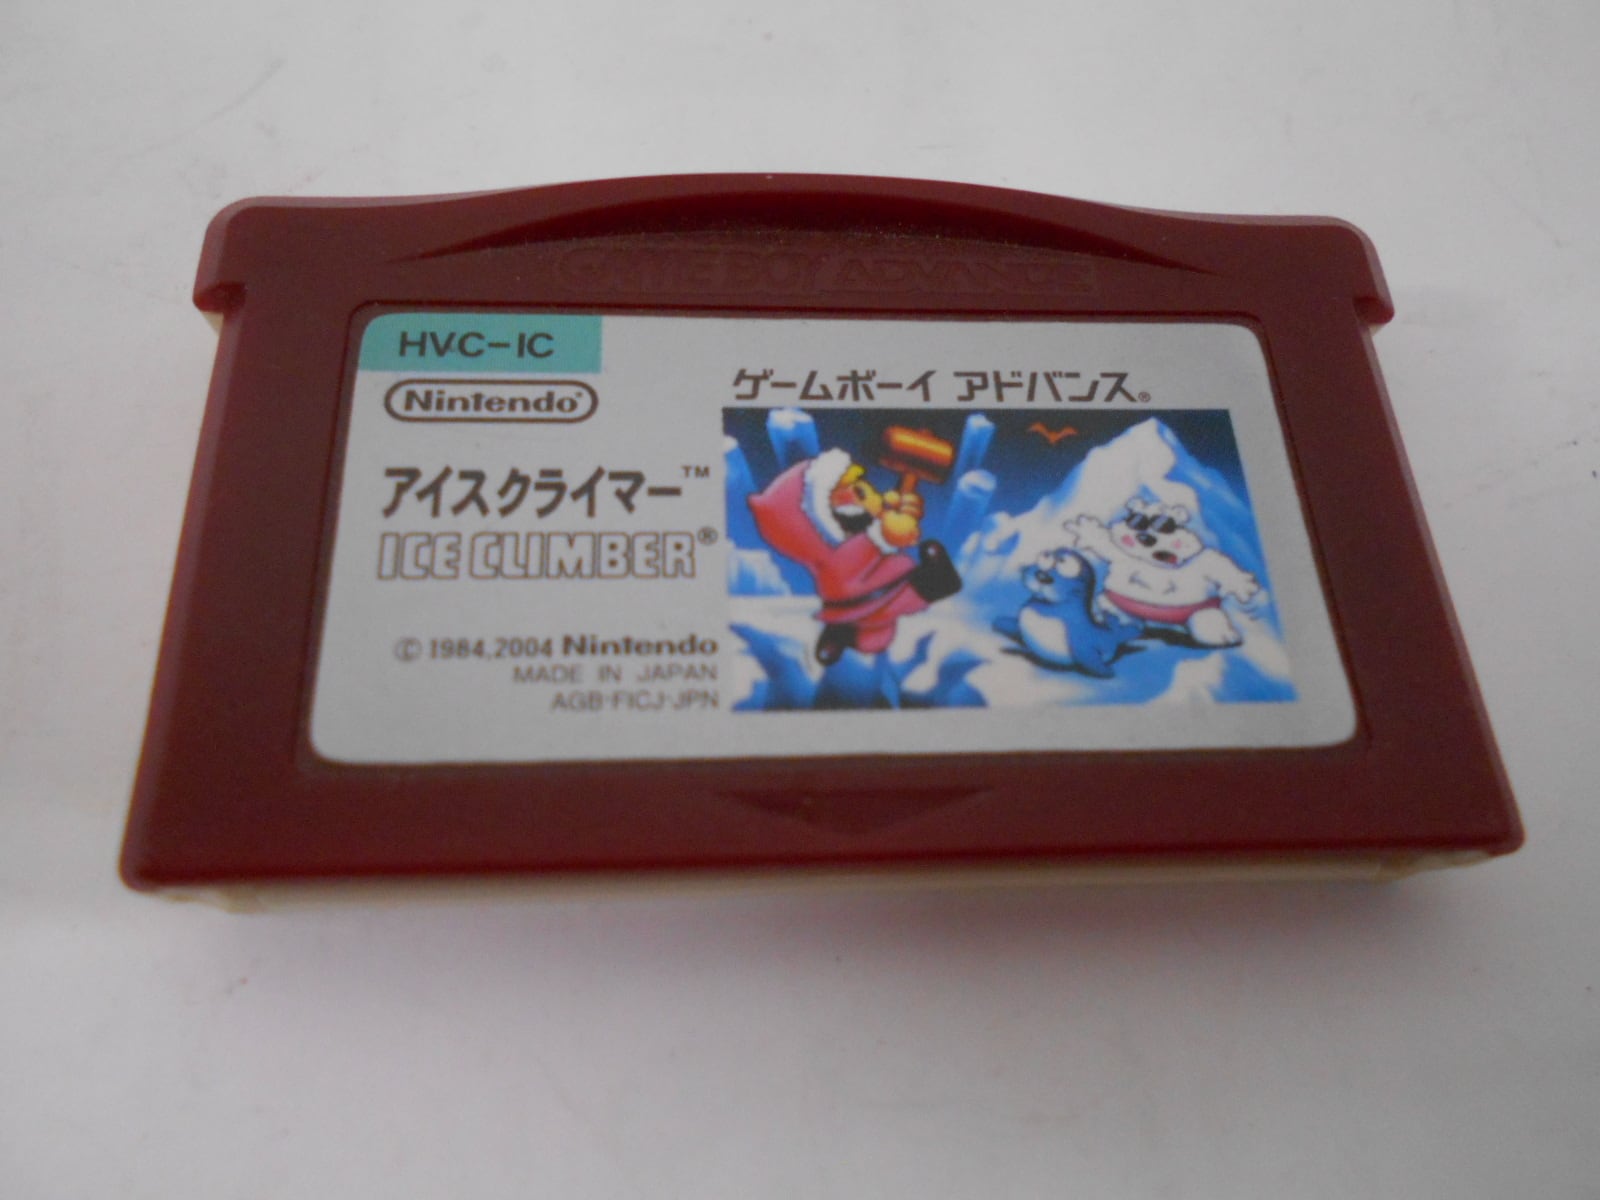 GAME BOY ADVANCE
HVC-IC
Nintendo®
ゲームボーイ アドバンス®
アイスクライマー™
ICE CLIMBER®
© 1984,2004 Nintendo
MADE IN JAPAN
AGB-FICJ-JPN